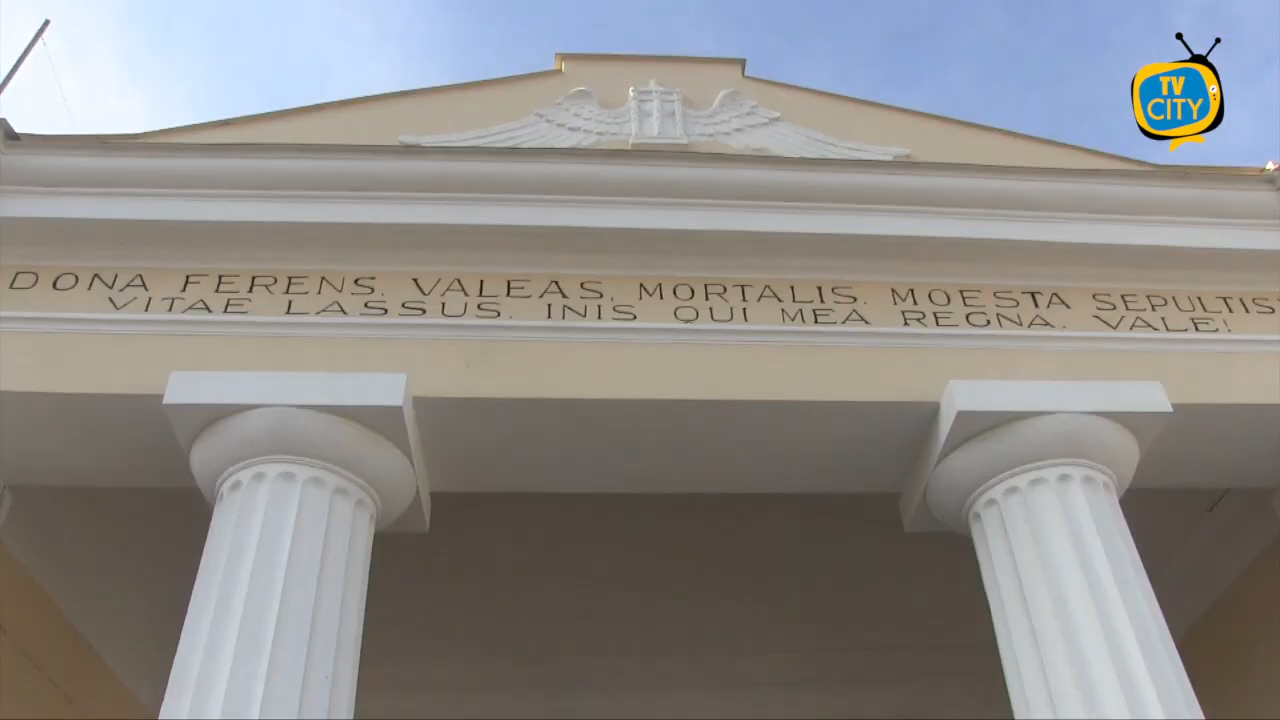 TV
CITY
DONA FERENS. VALEAS, MORTALIS. MOESTA SEPULTIS
VITAE LASSUS. INIS QUI MEA REGNA. VALE!